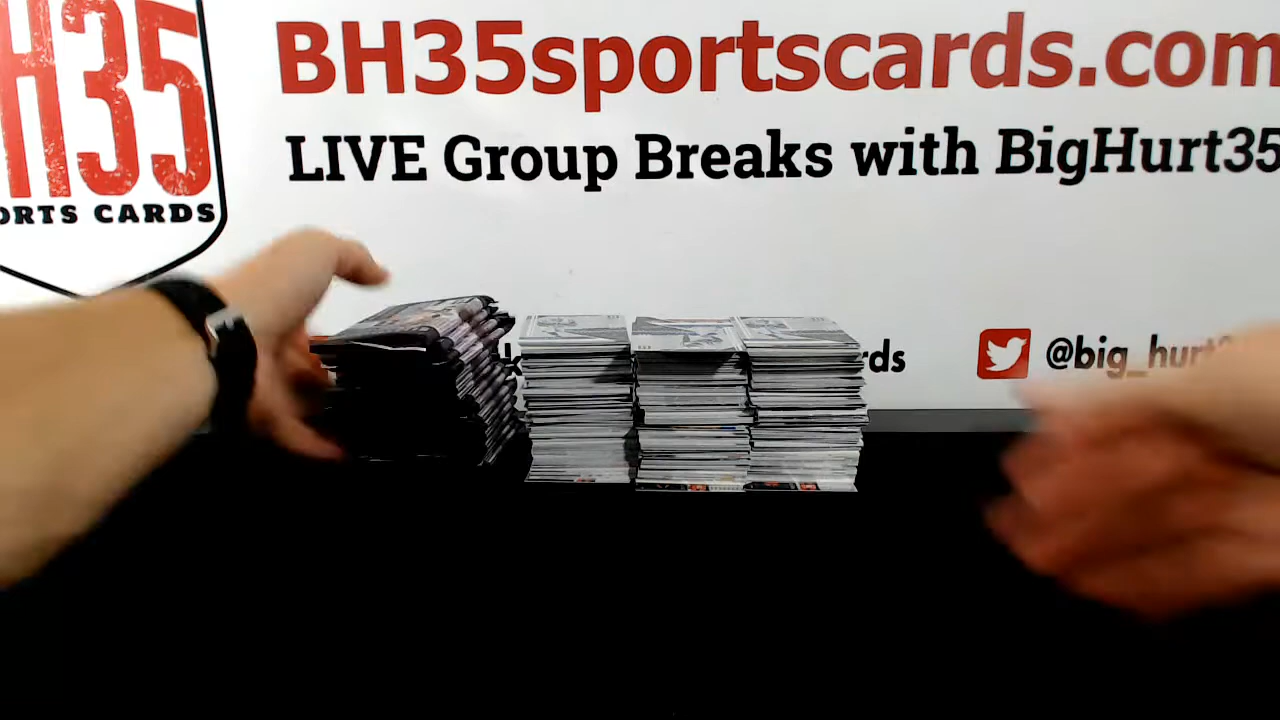 H35
ORTS CARDS
BH35sportscards.com
LIVE Group Breaks with BigHurt35
rds
@big_hurt